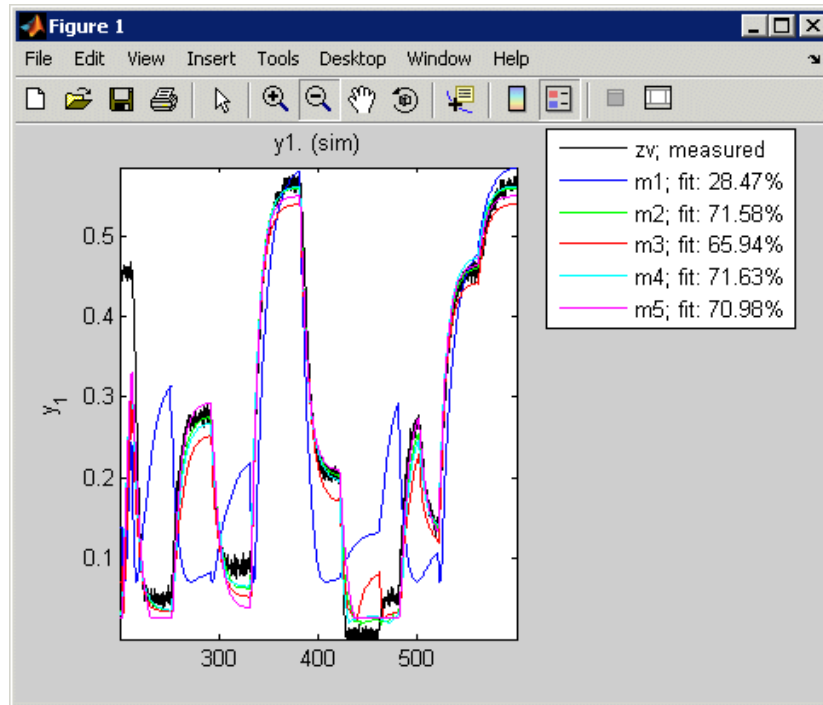 Figure 1
File Edit View Insert Tools Desktop Window Help
y1. (sim)
zv; measured
m1; fit: 28.47%
m2; fit: 71.58%
m3; fit: 65.94%
m4; fit: 71.63%
m5; fit: 70.98%
0.5
0.4
0.3
0.2
0.1
y1
300 400 500